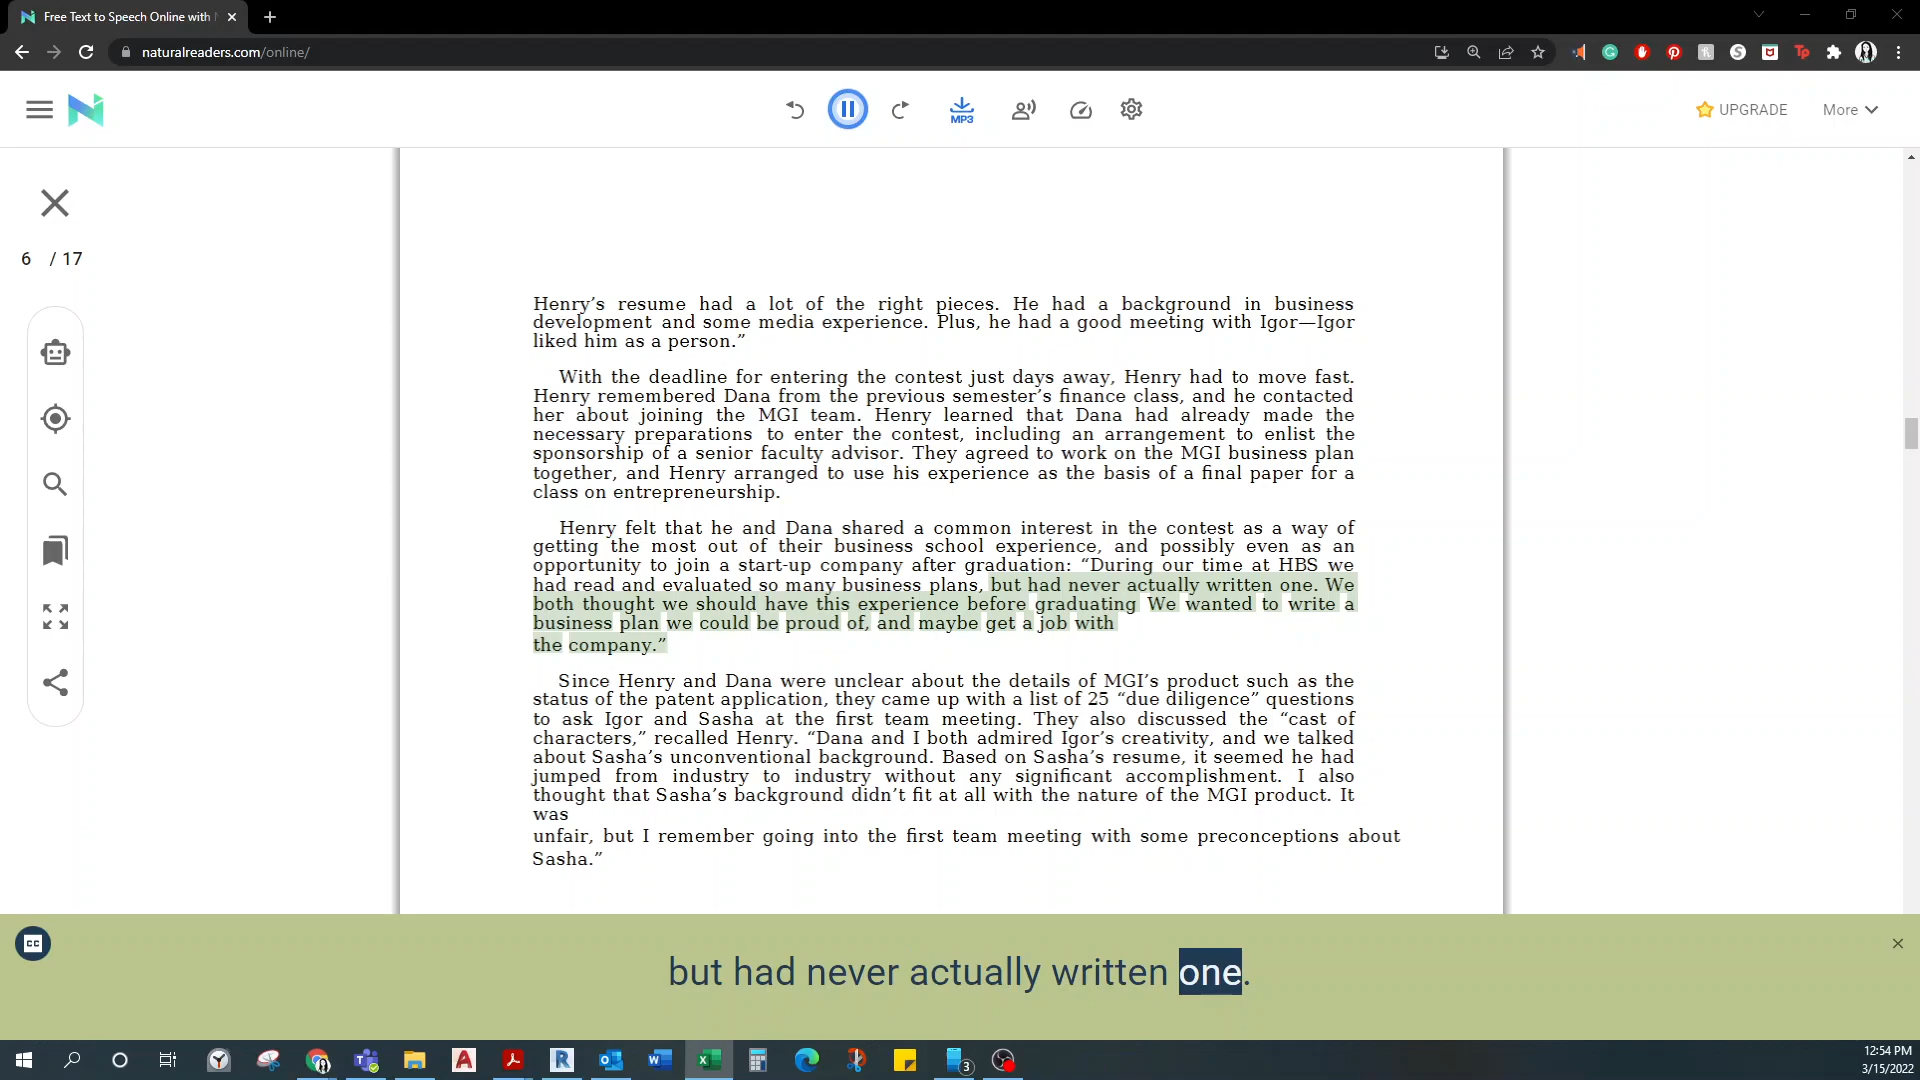 Free Text to Speech Online with
naturalreaders.com/online/
MP3
UPGRADE
More
6 / 17
Henry’s resume had a lot of the right pieces. He had a background in business
development and some media experience. Plus, he had a good meeting with Igor—Igor
liked him as a person.”
With the deadline for entering the contest just days away, Henry had to move fast.
Henry remembered Dana from the previous semester’s finance class, and he contacted
her about joining the MGI team. Henry learned that Dana had already made the
necessary preparations to enter the contest, including an arrangement to enlist the
sponsorship of a senior faculty advisor. They agreed to work on the MGI business plan
together, and Henry arranged to use his experience as the basis of a final paper for a
class on entrepreneurship.
Henry felt that he and Dana shared a common interest in the contest as a way of
getting the most out of their business school experience, and possibly even as an
opportunity to join a start-up company after graduation: “During our time at HBS we
had read and evaluated so many business plans, but had never actually written one. We
both thought we should have this experience before graduating We wanted to write a
business plan we could be proud of, and maybe get a job with
the company.”
Since Henry and Dana were unclear about the details of MGI’s product such as the
status of the patent application, they came up with a list of 25 “due diligence” questions
to ask Igor and Sasha at the first team meeting. They also discussed the “cast of
characters,” recalled Henry. “Dana and I both admired Igor’s creativity, and we talked
about Sasha’s unconventional background. Based on Sasha’s resume, it seemed he had
jumped from industry to industry without any significant accomplishment. I also
thought that Sasha’s background didn’t fit at all with the nature of the MGI product. It
was
unfair, but I remember going into the first team meeting with some preconceptions about
Sasha.”
CC
but had never actually written one.
3
12:54 PM
3/15/2022